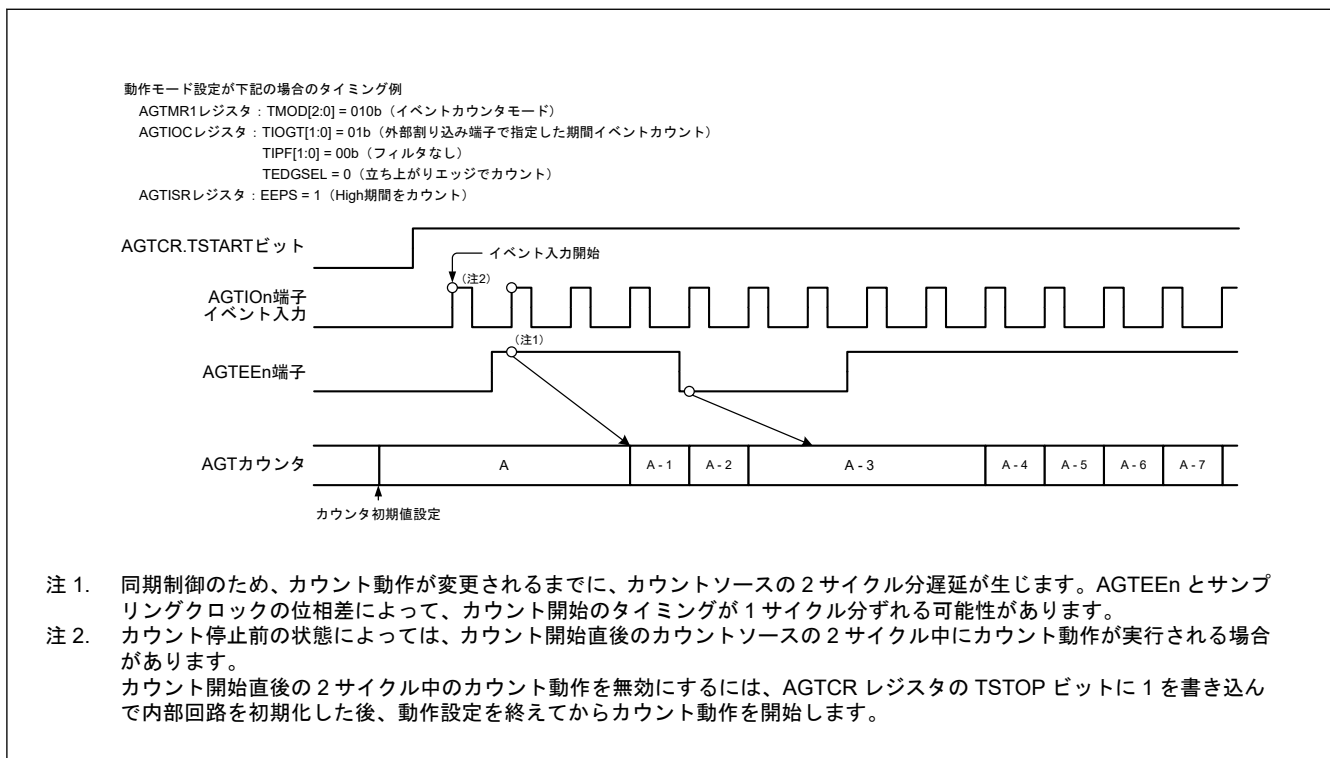 動作モード設定が下記の場合のタイミング例
AGTMR1レジスタ：TMOD[2:0] = 010b（イベントカウンタモード）
AGTIOCレジスタ：TIOGT[1:0] = 01b（外部割り込み端子で指定した期間イベントカウント）
TIPF[1:0] = 00b（フィルタなし）
TEDGSEL = 0（立ち上がりエッジでカウント）
AGTISRレジスタ：EEPS = 1（High期間をカウント）
AGTCR.TSTARTビット
イベント入力開始
（注2）
AGTIOn端子
イベント入力
（注1）
AGTEEn端子
AGTカウンタ
A
A - 1
A - 2
A - 3
A - 4
A - 5
A - 6
A - 7
カウンタ初期値設定
注 1. 同期制御のため、カウント動作が変更されるまでに、カウントソースの 2 サイクル分遅延が生じます。AGTEEn とサンプ
リングクロックの位相差によって、カウント開始のタイミングが 1 サイクル分ずれる可能性があります。
注 2. カウント停止前の状態によっては、カウント開始直後のカウントソースの 2 サイクル中にカウント動作が実行される場合
があります。
カウント開始直後の 2 サイクル中のカウント動作を無効にするには、AGTCR レジスタの TSTOP ビットに 1 を書き込ん
で内部回路を初期化した後、動作設定を終えてからカウント動作を開始します。